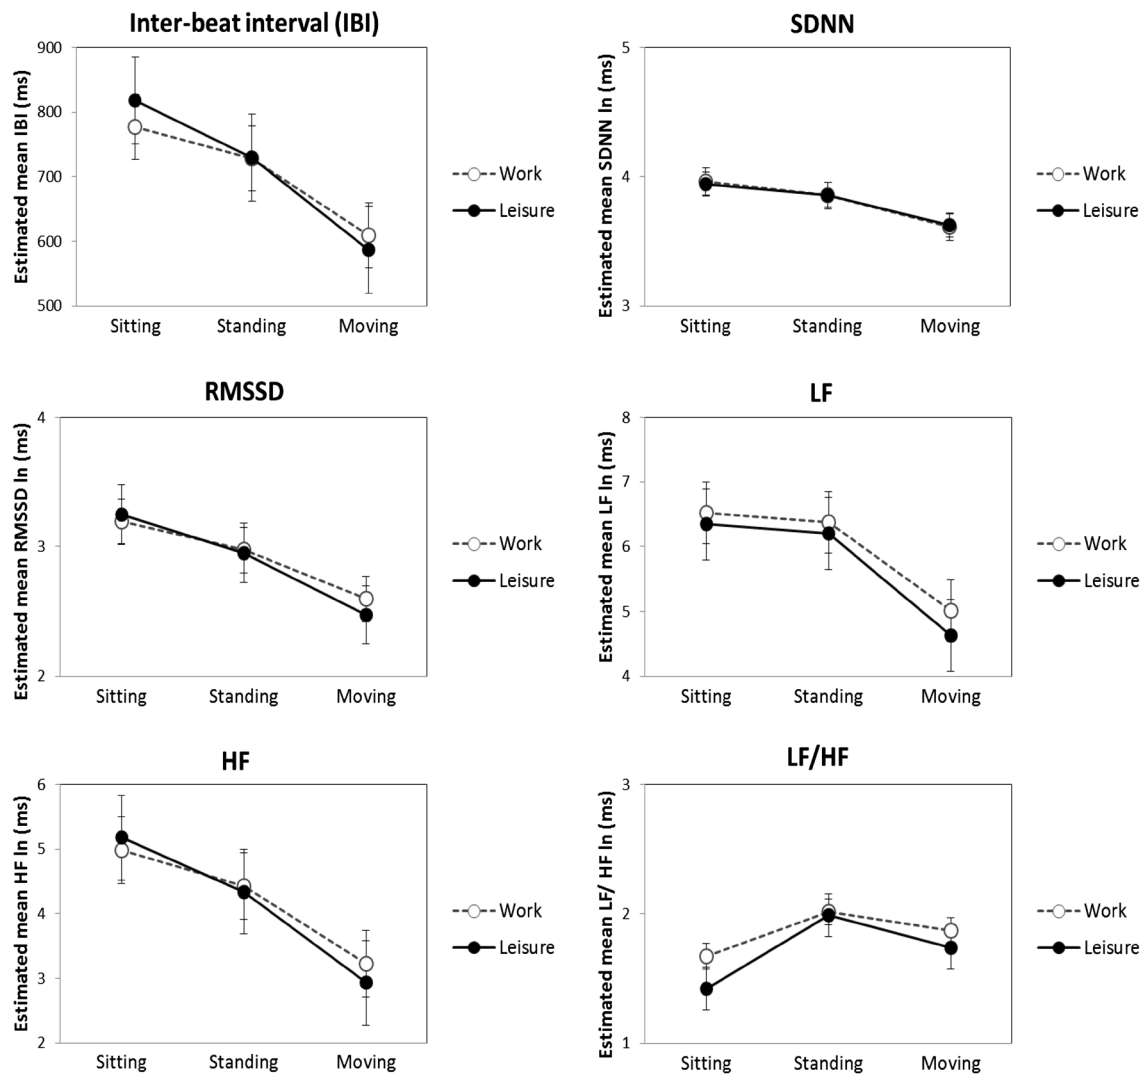 Inter-beat interval (IBI)
Estimated mean IBI (ms)
900
800
700
600
500
Sitting Standing Moving
Work
Leisure
SDNN
Estimated mean SDNN ln (ms)
5
4
3
Sitting Standing Moving
Work
Leisure
RMSSD
Estimated mean RMSSD ln (ms)
4
3
2
Sitting Standing Moving
Work
Leisure
LF
Estimated mean LF ln (ms)
8
7
6
5
4
Sitting Standing Moving
Work
Leisure
HF
Estimated mean HF ln (ms)
6
5
4
3
2
Sitting Standing Moving
Work
Leisure
LF/HF
Estimated mean LF/ HF ln (ms)
3
2
1
Sitting Standing Moving
Work
Leisure